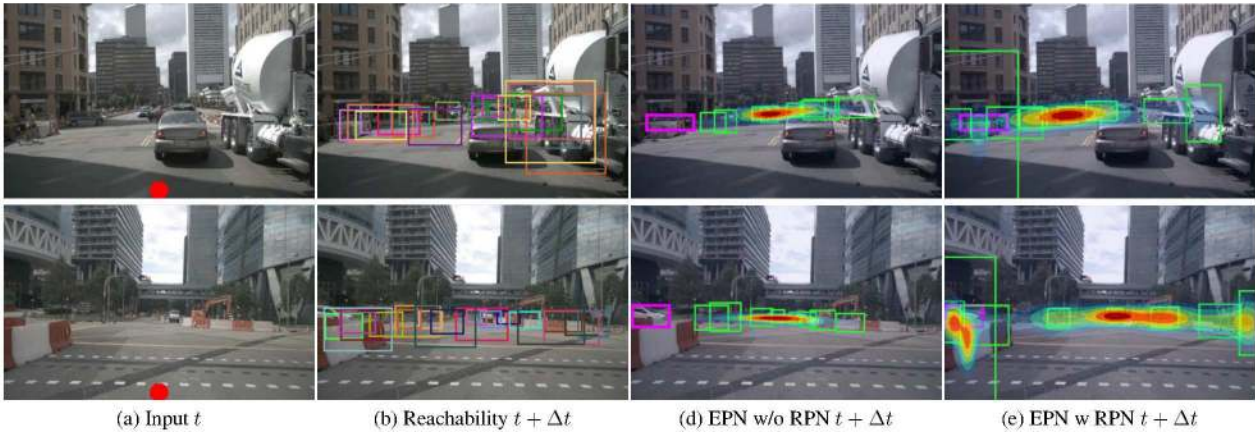 (a) Input t
(b) Reachability t + Δt
(d) EPN w/o RPN t + Δt
(e) EPN w RPN t + Δt